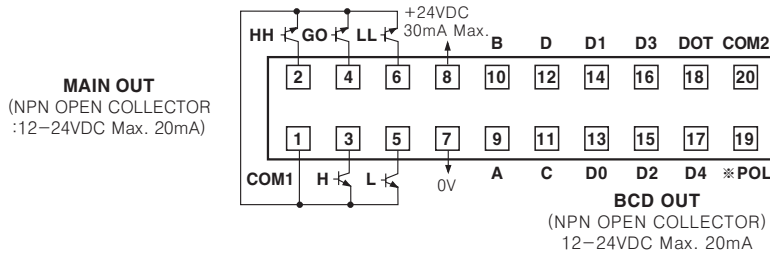 +24VDC
30mA Max.
HH GO LL
B D D1 D3 DOT COM2
2 4 6 8 10 12 14 16 18 20
MAIN OUT
(NPN OPEN COLLECTOR
:12-24VDC Max. 20mA)
1 3 5 7 9 11 13 15 17 19
COM1 H L 0V A C D0 D2 D4 ※POL
BCD OUT
(NPN OPEN COLLECTOR)
12-24VDC Max. 20mA